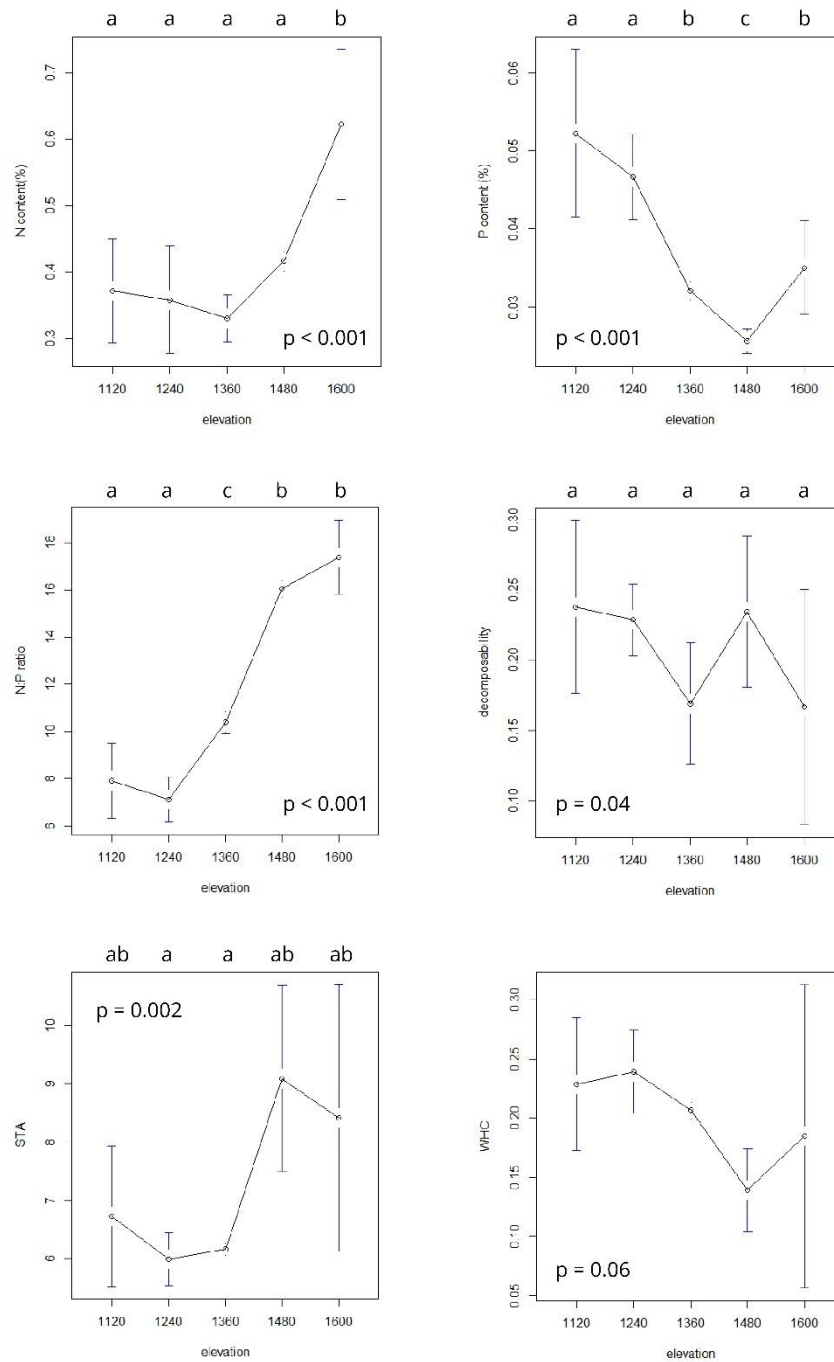 a a a a b
N content(%)
0.7
0.6
0.5
0.4
0.3
p < 0.001
1120 1240 1360 1480 1600
elevation
a a b c b
P content (%)
0.06
0.05
0.04
0.03
p < 0.001
1120 1240 1360 1480 1600
elevation
a a c b b
N:P ratio
18
16
14
12
10
8
6
p < 0.001
1120 1240 1360 1480 1600
elevation
a a a a a
decomposability
0.30
0.25
0.20
0.15
0.10
p = 0.04
1120 1240 1360 1480 1600
elevation
ab a a ab ab
STA
10
9
8
7
6
p = 0.002
1120 1240 1360 1480 1600
elevation
WHC
0.30
0.25
0.20
0.15
0.10
0.05
p = 0.06
1120 1240 1360 1480 1600
elevation